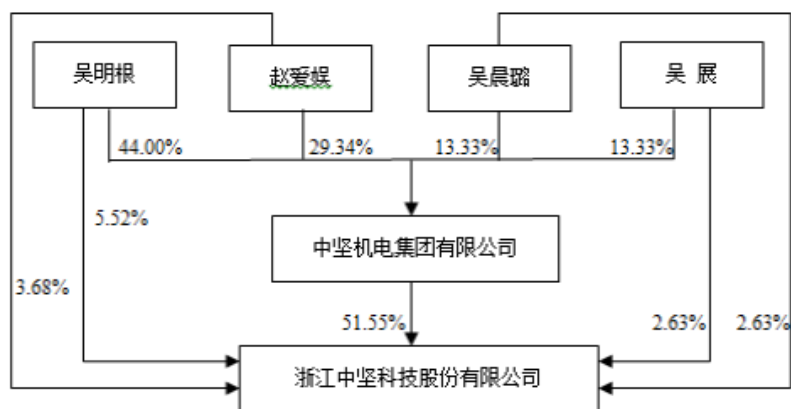 吴明根
赵爱娱
吴晨璐
吴 展
44.00%
29.34%
13.33%
13.33%
5.52%
中坚机电集团有限公司
3.68%
51.55%
2.63%
2.63%
浙江中坚科技股份有限公司